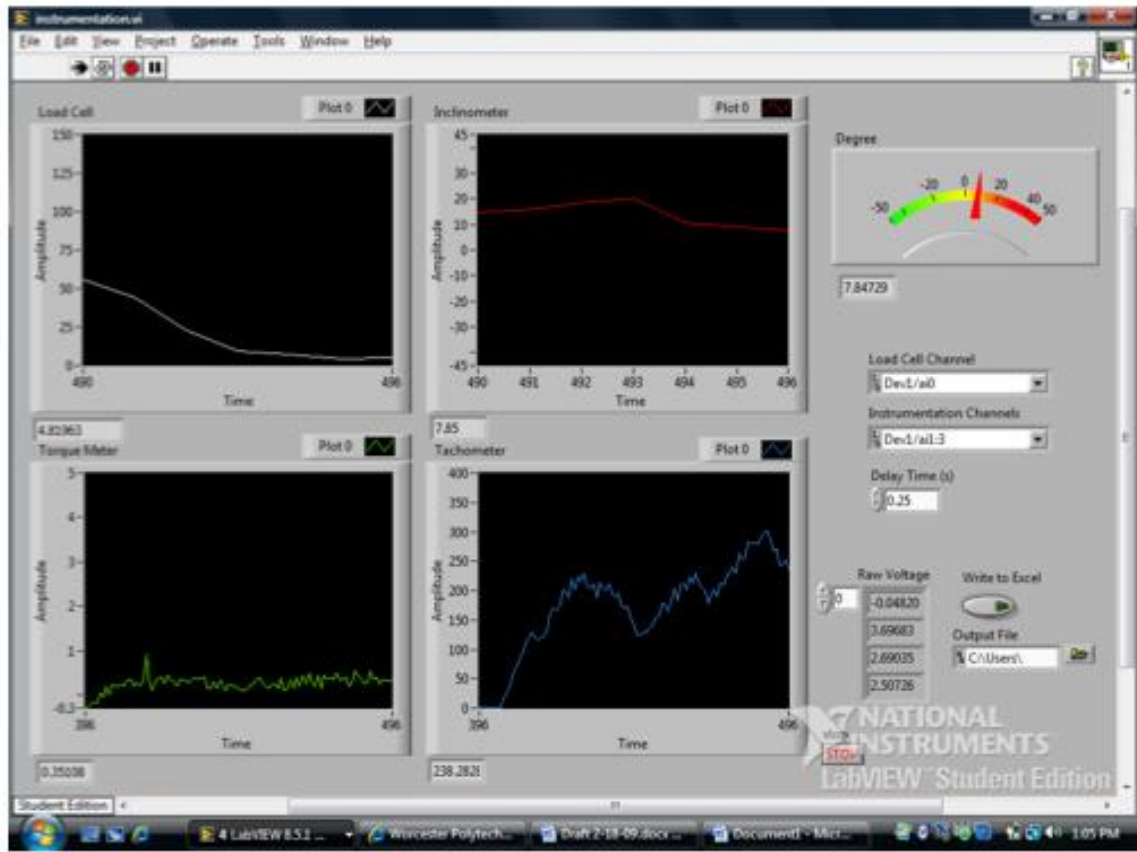 instrumentation.vi
File Edit View Project Operate Tools Window Help
Load Cell
Plot 0
Amplitude
150
125
100
75
50
25
0
490 496
Time
4.81963
Inclinometer
Plot 0
Amplitude
45
30
20
10
0
-10
-20
-30
-45
490 491 492 493 494 495 496
Time
7.85
Degree
-50 -20 0 20 40 50
7.84729
Load Cell Channel
Dev1/ai0
Instrumentation Channels
Dev1/ai1:3
Delay Time (s)
0.25
Torque Meter
Plot 0
Amplitude
5
4
3
2
1
-0.3
396 496
Time
0.35038
Tachometer
Plot 0
Amplitude
400
350
300
250
200
150
100
50
0
396 496
Time
238.2828
Raw Voltage
0
-0.04820
3.69683
2.69035
2.50726
Write to Excel
Output File
C:\Users\
STOP
NATIONAL
INSTRUMENTS
LabVIEW Student Edition
Student Edition
4 LabVIEW 8.5.1 ...
Worcester Polytech...
Draft 2-18-09.docx ...
Document1 - Micr...
1:05 PM